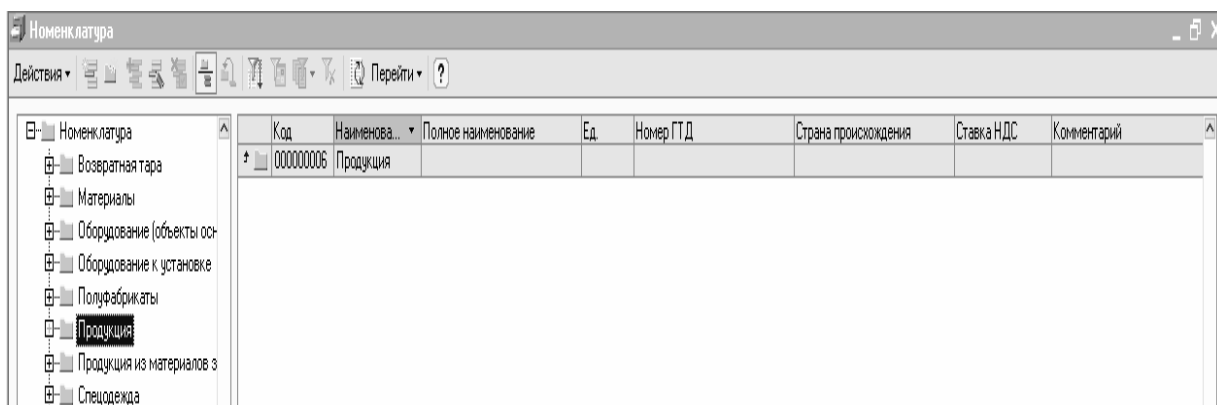 Номенклатура
Действия Перейти ?
Номенклатура
Возвратная тара
Материалы
Оборудование (объекты осн
Оборудование к установке
Полуфабрикаты
Продукция
Продукция из материалов з
Спецодежда
Код Наименова... Полное наименование Ед. Номер ГТД Страна происхождения Ставка НДС Комментарий
000000006 Продукция